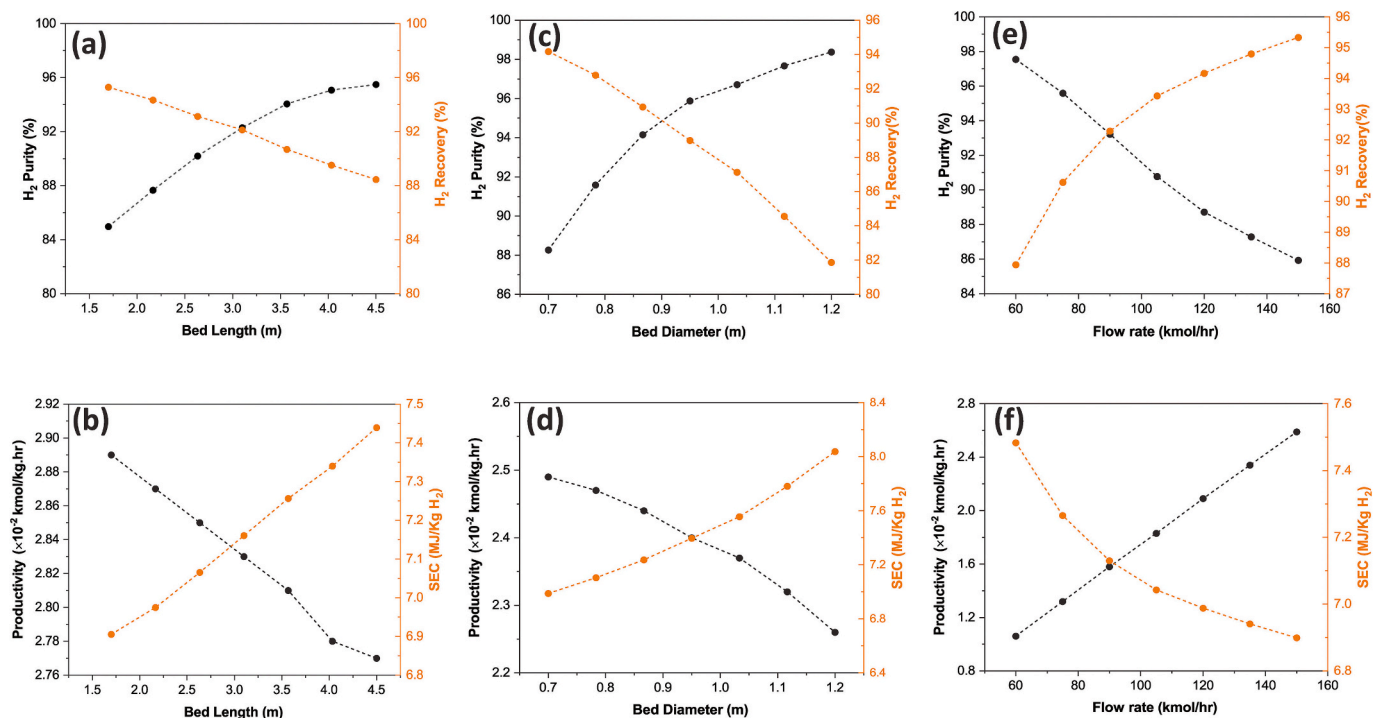 (a)
100
96
92
88
84
80
H2 Purity (%)
1.5 2.0 2.5 3.0 3.5 4.0 4.5
Bed Length (m)
100
96
92
88
84
80
H2 Recovery (%)
(c)
100
98
96
94
92
90
88
86
H2 Purity (%)
0.7 0.8 0.9 1.0 1.1 1.2
Bed Diameter (m)
96
94
92
90
88
86
84
82
80
H2 Recovery(%)
(e)
100
98
96
94
92
90
88
86
84
H2 Purity (%)
60 80 100 120 140 160
Flow rate (kmol/hr)
96
95
94
93
92
91
90
89
88
87
H2 Recovery(%)
(b)
2.92
2.90
2.88
2.86
2.84
2.82
2.80
2.78
2.76
Productivity (×10-2 kmol/kg.hr)
1.5 2.0 2.5 3.0 3.5 4.0 4.5
Bed Length (m)
7.5
7.4
7.3
7.2
7.1
7.0
6.9
6.8
SEC (MJ/Kg H2)
(d)
2.6
2.5
2.4
2.3
2.2
Productivity (×10-2 kmol/kg.hr)
0.7 0.8 0.9 1.0 1.1 1.2
Bed Diameter (m)
8.4
8.0
7.6
7.2
6.8
6.4
SEC (MJ/Kg H2)
(f)
2.8
2.4
2.0
1.6
1.2
0.8
Productivity (×10-2 kmol/kg.hr)
60 80 100 120 140 160
Flow rate (kmol/hr)
7.6
7.4
7.2
7.0
6.8
SEC (MJ/Kg H2)